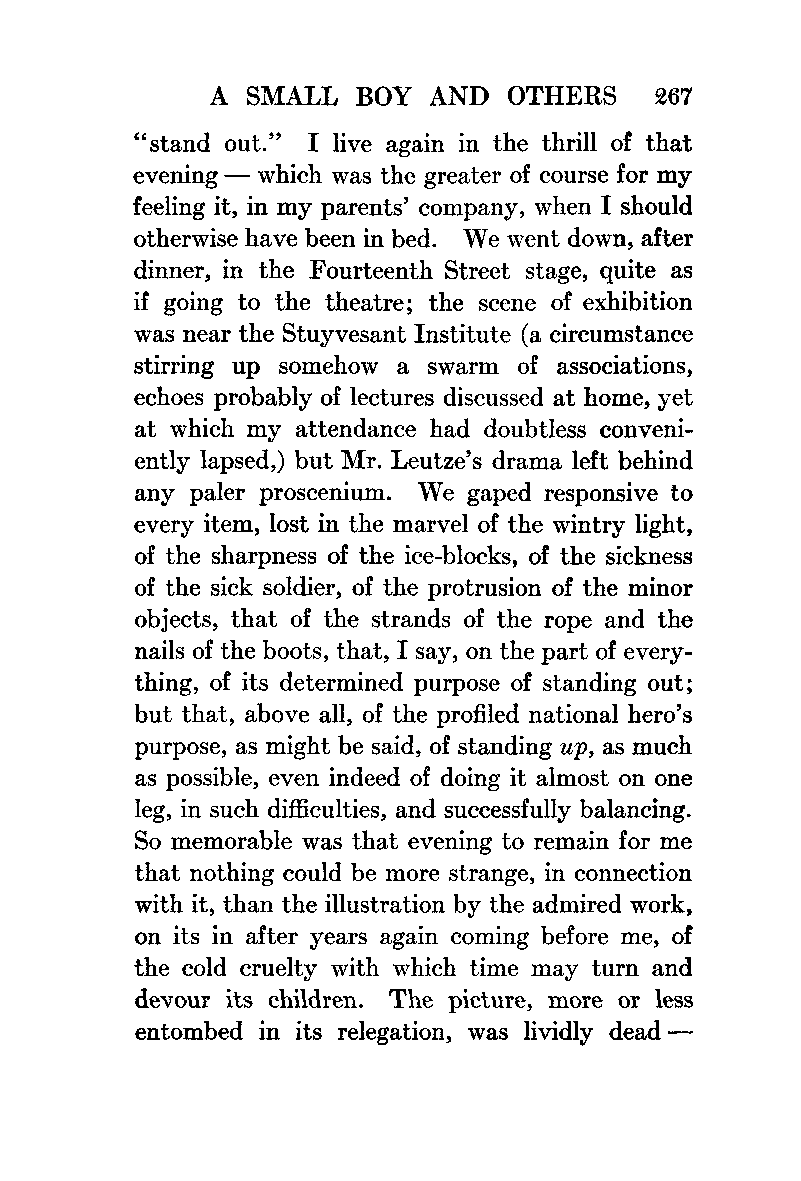 A SMALL BOY AND OTHERS 267
“stand out.” I live again in the thrill of that
evening — which was the greater of course for my
feeling it, in my parents’ company, when I should
otherwise have been in bed. We went down, after
dinner, in the Fourteenth Street stage, quite as
if going to the theatre; the scene of exhibition
was near the Stuyvesant Institute (a circumstance
stirring up somehow a swarm of associations,
echoes probably of lectures discussed at home, yet
at which my attendance had doubtless conveni-
ently lapsed,) but Mr. Leutze’s drama left behind
any paler proscenium. We gaped responsive to
every item, lost in the marvel of the wintry light,
of the sharpness of the ice-blocks, of the sickness
of the sick soldier, of the protrusion of the minor
objects, that of the strands of the rope and the
nails of the boots, that, I say, on the part of every-
thing, of its determined purpose of standing out;
but that, above all, of the profiled national hero’s
purpose, as might be said, of standing up, as much
as possible, even indeed of doing it almost on one
leg, in such difficulties, and successfully balancing.
So memorable was that evening to remain for me
that nothing could be more strange, in connection
with it, than the illustration by the admired work,
on its in after years again coming before me, of
the cold cruelty with which time may turn and
devour its children. The picture, more or less
entombed in its relegation, was lividly dead —